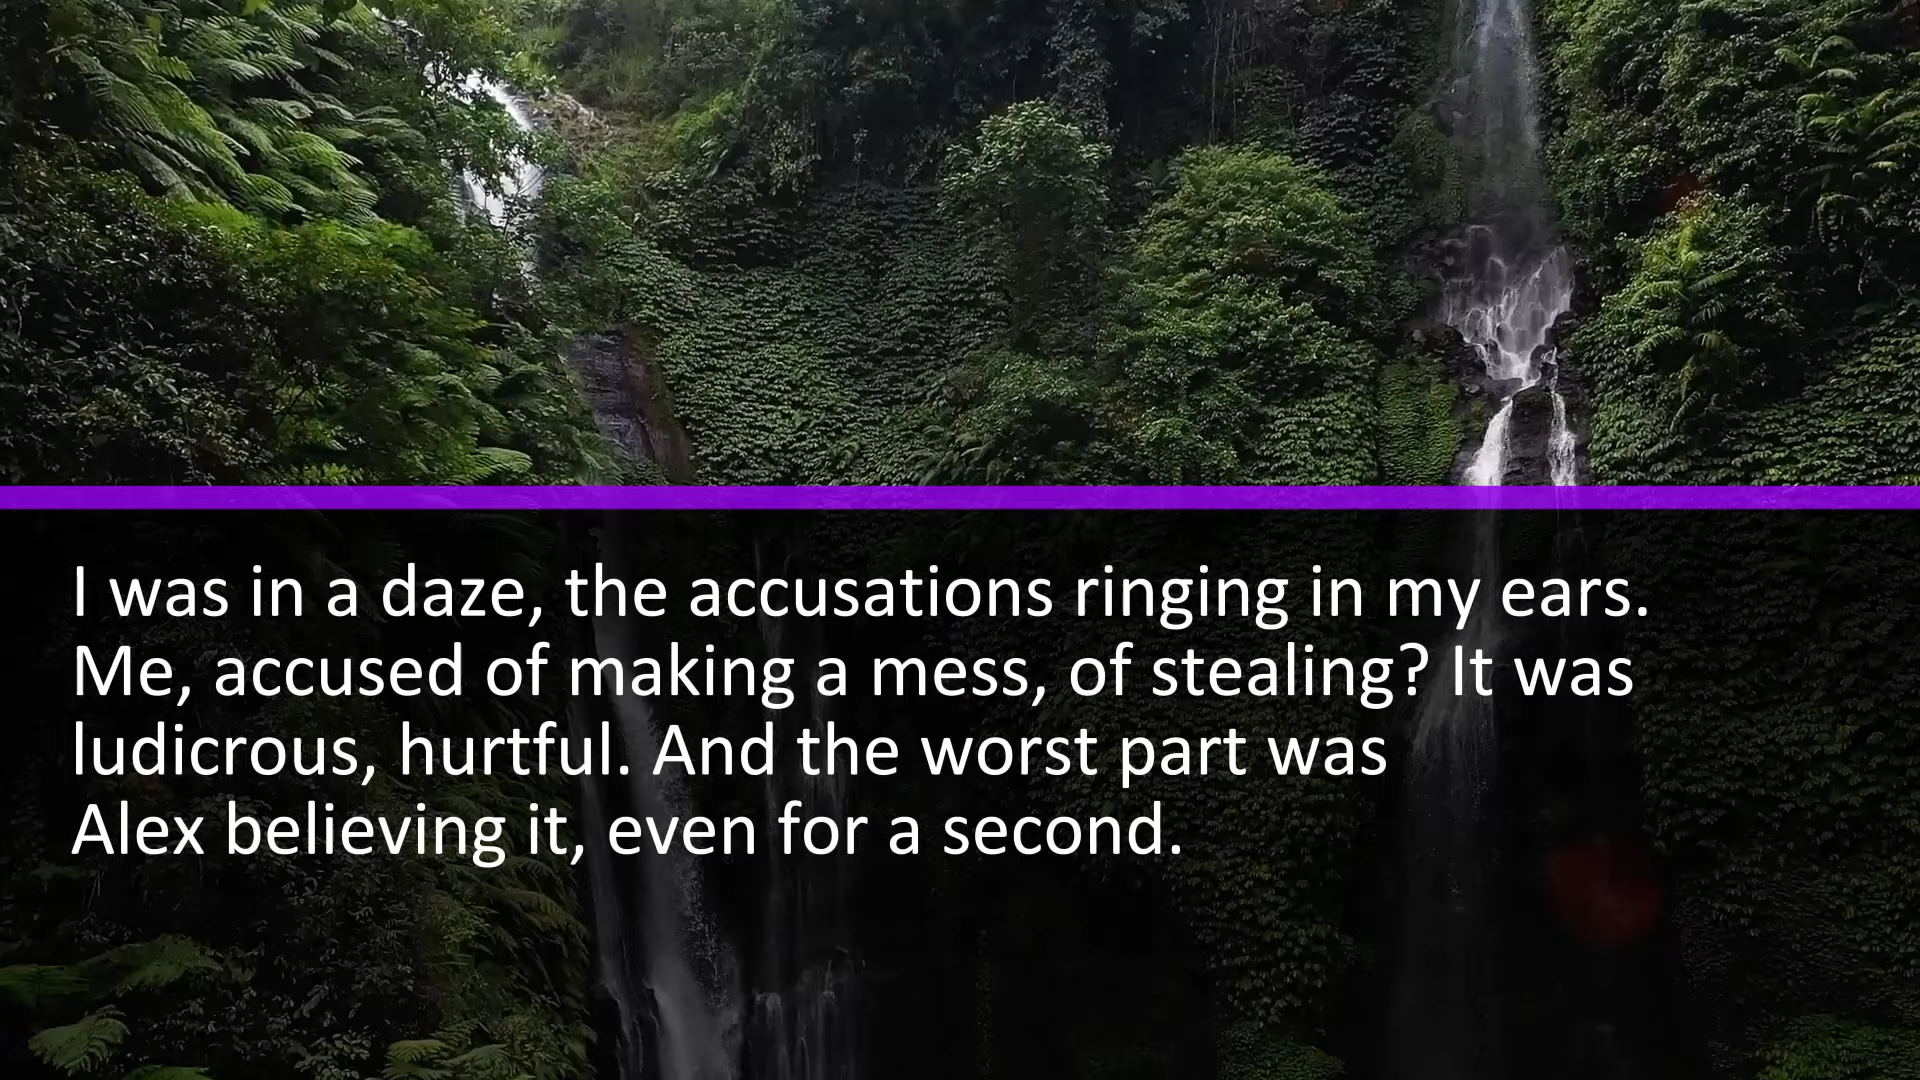 I was in a daze, the accusations ringing in my ears.
Me, accused of making a mess, of stealing? It was
ludicrous, hurtful. And the worst part was
Alex believing it, even for a second.